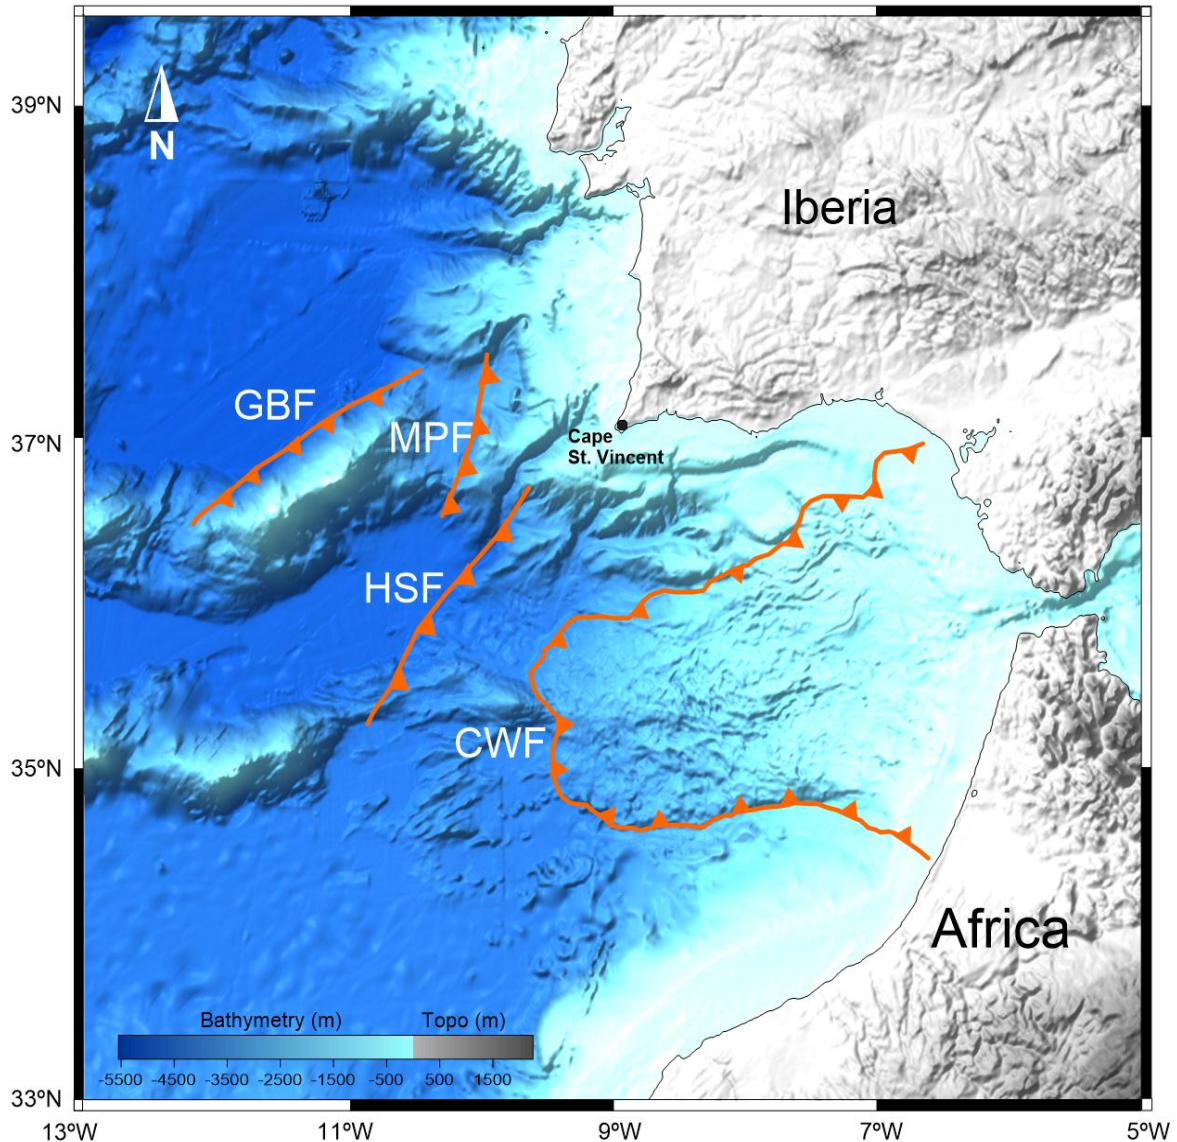 39ºN
N
Iberia
GBF
MPF
37ºN
Cape
St. Vincent
HSF
CWF
35ºN
Africa
Bathymetry (m) Topo (m)
-5500 -4500 -3500 -2500 -1500 -500 500 1500
33ºN
13ºW 11ºW 9ºW 7ºW 5ºW